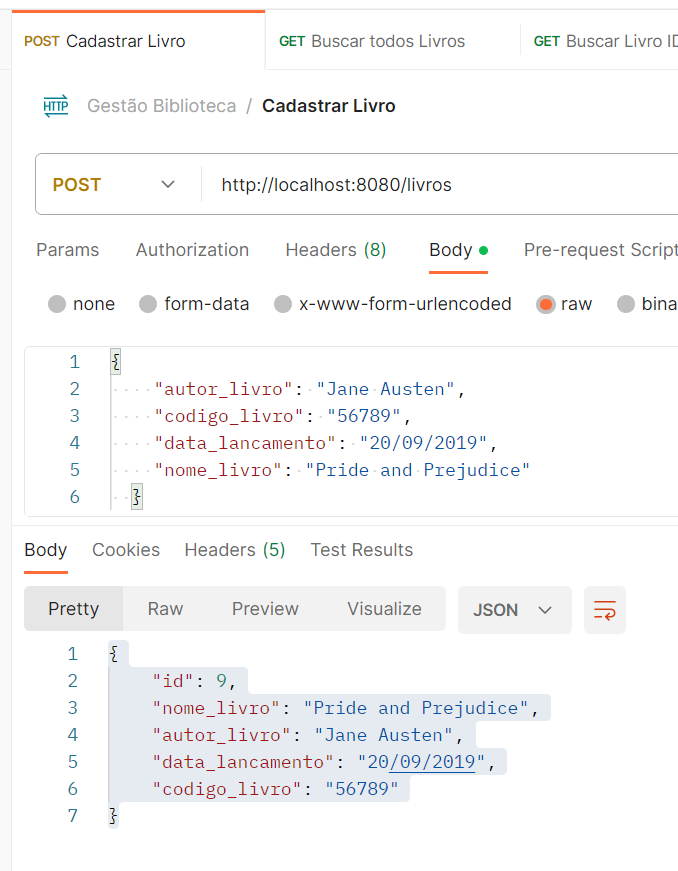 POST Cadastrar Livro GET Buscar todos Livros GET Buscar Livro ID
HTTP Gestão Biblioteca / Cadastrar Livro
POST http://localhost:8080/livros
Params Authorization Headers (8) Body Pre-request Script
none form-data x-www-form-urlencoded raw bina
1 {
2 "autor_livro": "Jane Austen",
3 "codigo_livro": "56789",
4 "data_lancamento": "20/09/2019",
5 "nome_livro": "Pride and Prejudice"
6 }
Body Cookies Headers (5) Test Results
Pretty Raw Preview Visualize JSON
1 {
2 "id": 9,
3 "nome_livro": "Pride and Prejudice",
4 "autor_livro": "Jane Austen",
5 "data_lancamento": "20/09/2019",
6 "codigo_livro": "56789"
7 }